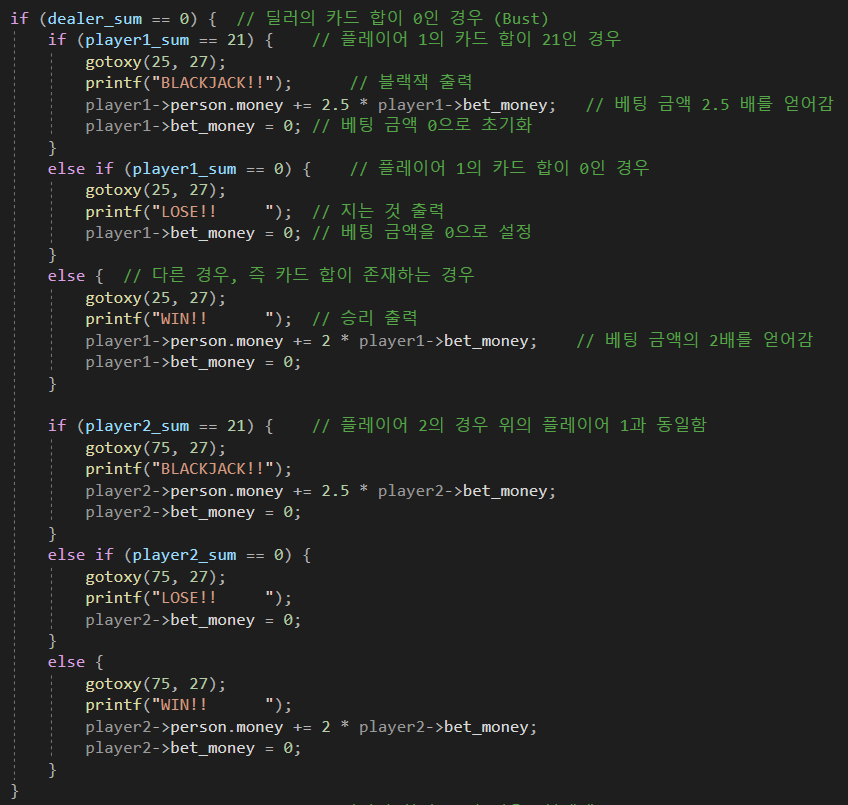 if (dealer_sum == 0) {  // 딜러의 카드 합이 0인 경우 (Bust)
    if (player1_sum == 21) {    // 플레이어 1의 카드 합이 21인 경우
        gotoxy(25, 27);
        printf("BLACKJACK!!");      // 블랙잭 출력
        player1->person.money += 2.5 * player1->bet_money;   // 베팅 금액 2.5 배를 얻어감
        player1->bet_money = 0; // 베팅 금액 0으로 초기화
    }
    else if (player1_sum == 0) {    // 플레이어 1의 카드 합이 0인 경우
        gotoxy(25, 27);
        printf("LOSE!!     ");  // 지는 것 출력
        player1->bet_money = 0; // 베팅 금액을 0으로 설정
    }
    else {  // 다른 경우, 즉 카드 합이 존재하는 경우
        gotoxy(25, 27);
        printf("WIN!!      ");  // 승리 출력
        player1->person.money += 2 * player1->bet_money;    // 베팅 금액의 2배를 얻어감
        player1->bet_money = 0;
    }

    if (player2_sum == 21) {    // 플레이어 2의 경우 위의 플레이어 1과 동일함
        gotoxy(75, 27);
        printf("BLACKJACK!!");
        player2->person.money += 2.5 * player2->bet_money;
        player2->bet_money = 0;
    }
    else if (player2_sum == 0) {
        gotoxy(75, 27);
        printf("LOSE!!     ");
        player2->bet_money = 0;
    }
    else {
        gotoxy(75, 27);
        printf("WIN!!      ");
        player2->person.money += 2 * player2->bet_money;
        player2->bet_money = 0;
    }
}